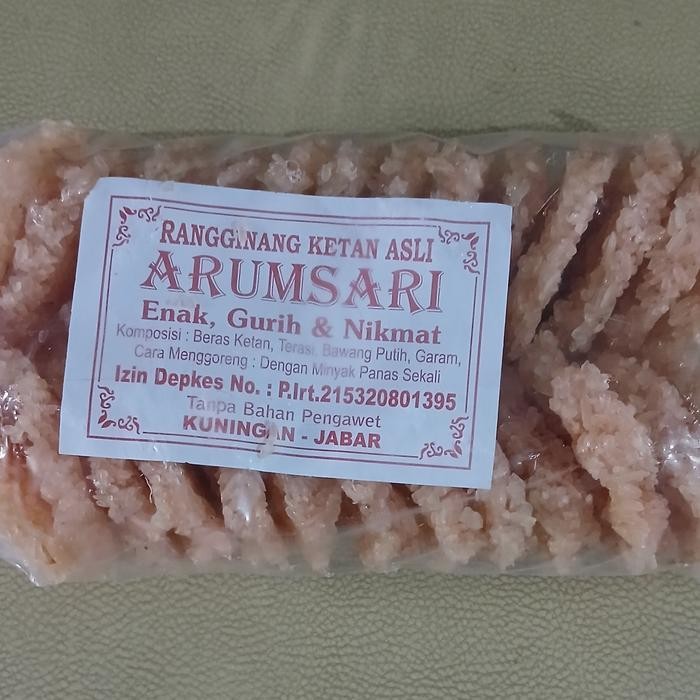 RANGGINANG KETAN ASLI
ARUMSARI
Enak, Gurih & Nikmat
Komposisi : Beras Ketan, Terasi, Bawang Putih, Garam,
Cara Menggoreng : Dengan Minyak Panas Sekali
Izin Depkes No. : P.Irt.215320801395
Tanpa Bahan Pengawet
KUNINGAN - JABAR